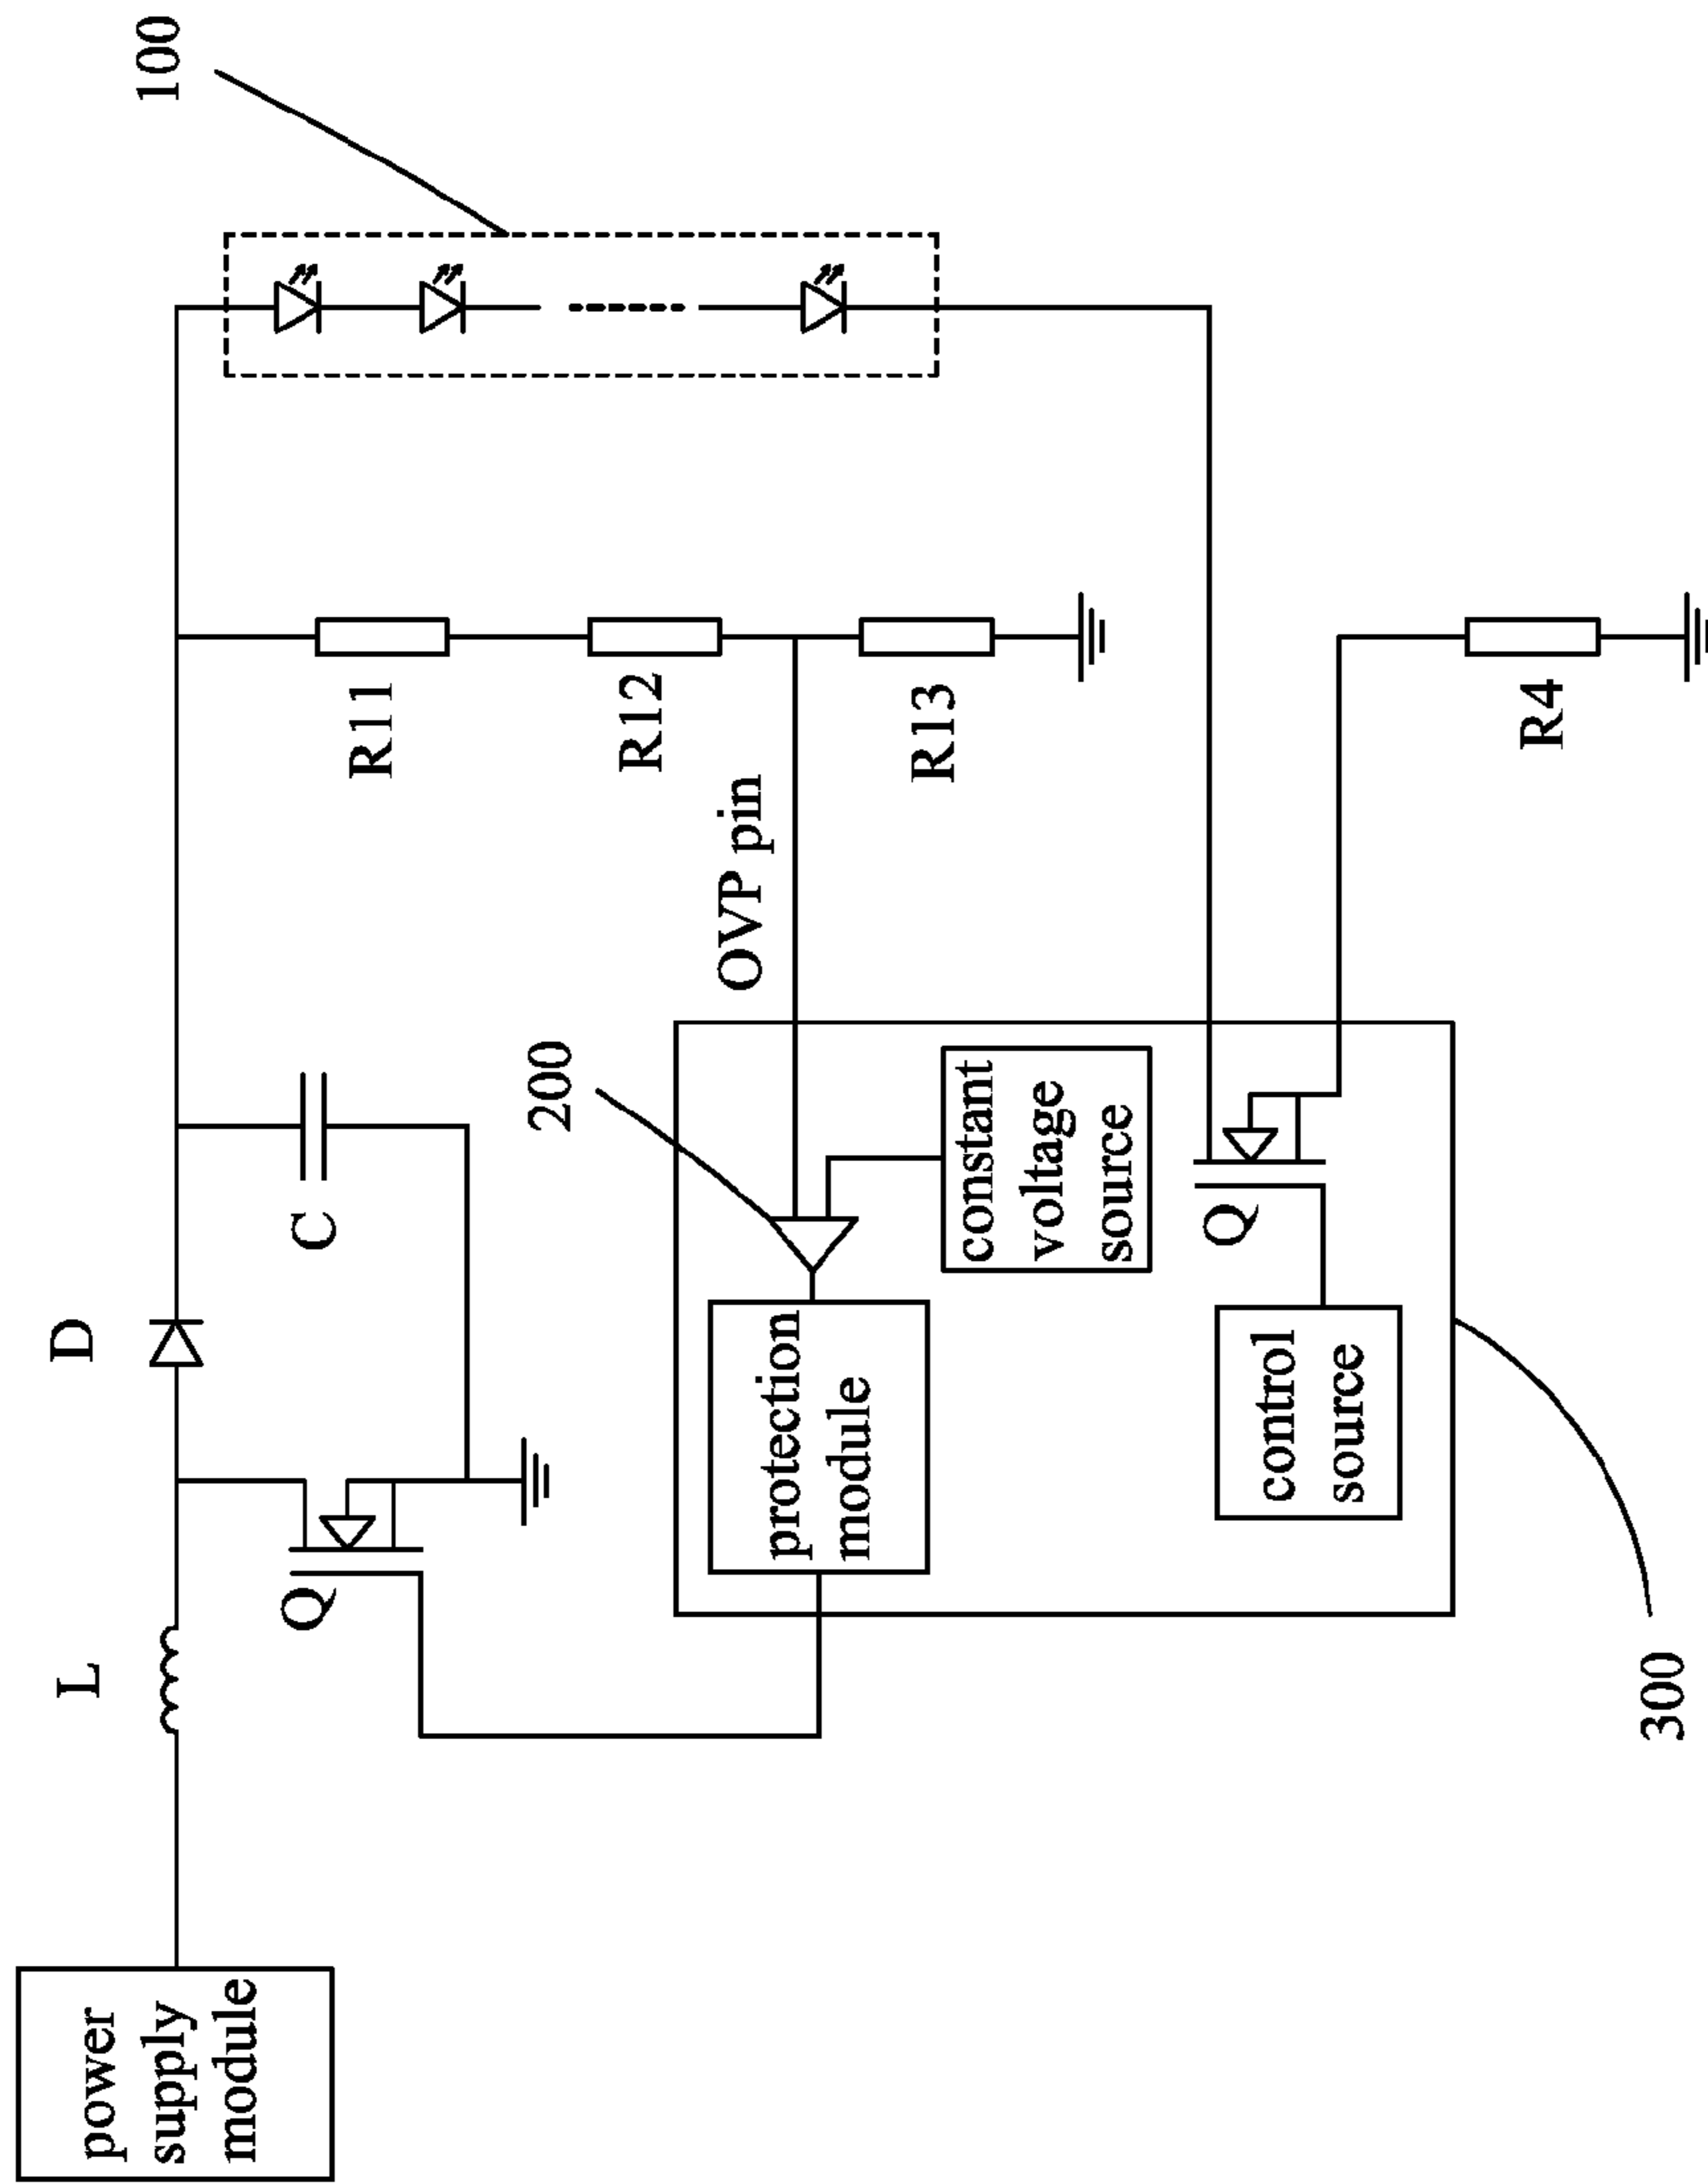 power
supply
module
L
D
Q
C
R11
R12
R13
100
OVP pin
200
protection
module
constant
voltage
source
control
source
Q
R4
300